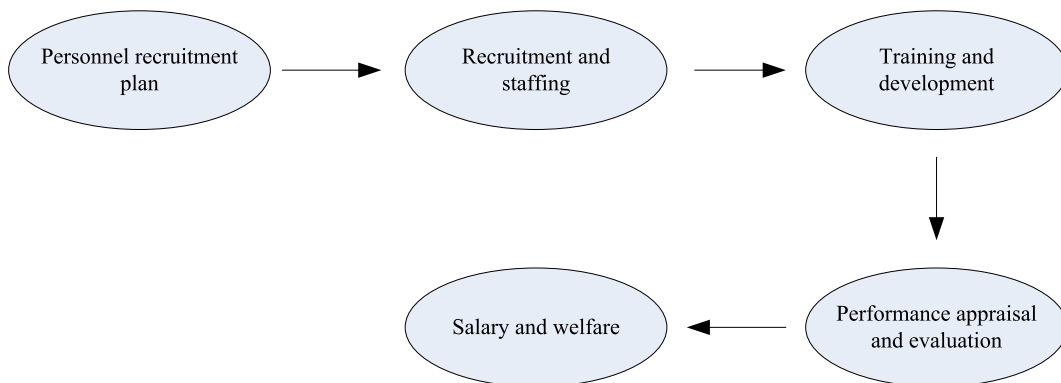 Personnel recruitment
plan
Recruitment and
staffing
Training and
development
Salary and welfare
Performance appraisal
and evaluation